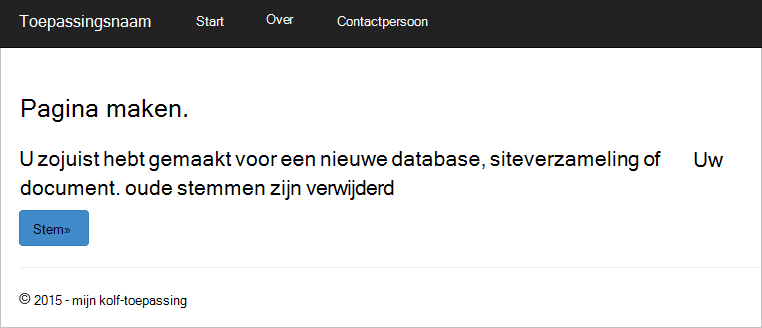 Toepassingsnaam Start Over Contactpersoon
Pagina maken.
U zojuist hebt gemaakt voor een nieuwe database, siteverzameling of Uw
document. oude stemmen zijn verwijderd
Stem»
© 2015 - mijn kolf-toepassing